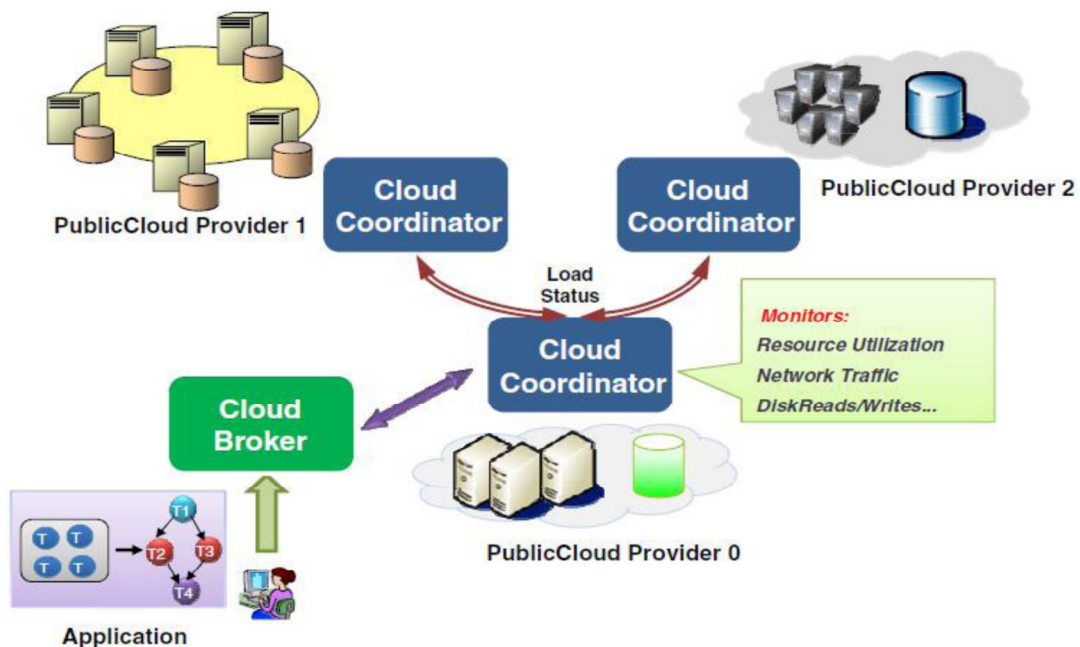 PublicCloud Provider 1
Cloud
Coordinator
Cloud
Coordinator
PublicCloud Provider 2
Load
Status
Cloud
Coordinator
Monitors:
Resource Utilization
Network Traffic
DiskReads/Writes...
Cloud
Broker
PublicCloud Provider 0
T T
T T
T1
T2 T3
T4
Application